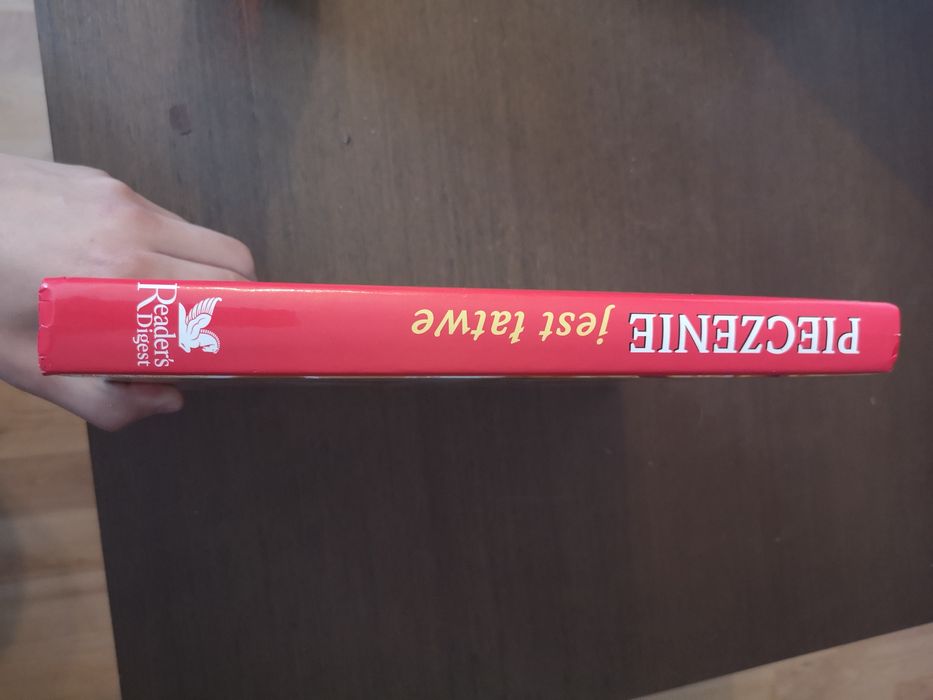 PIECZENIE jest łatwe
Reader's
Digest